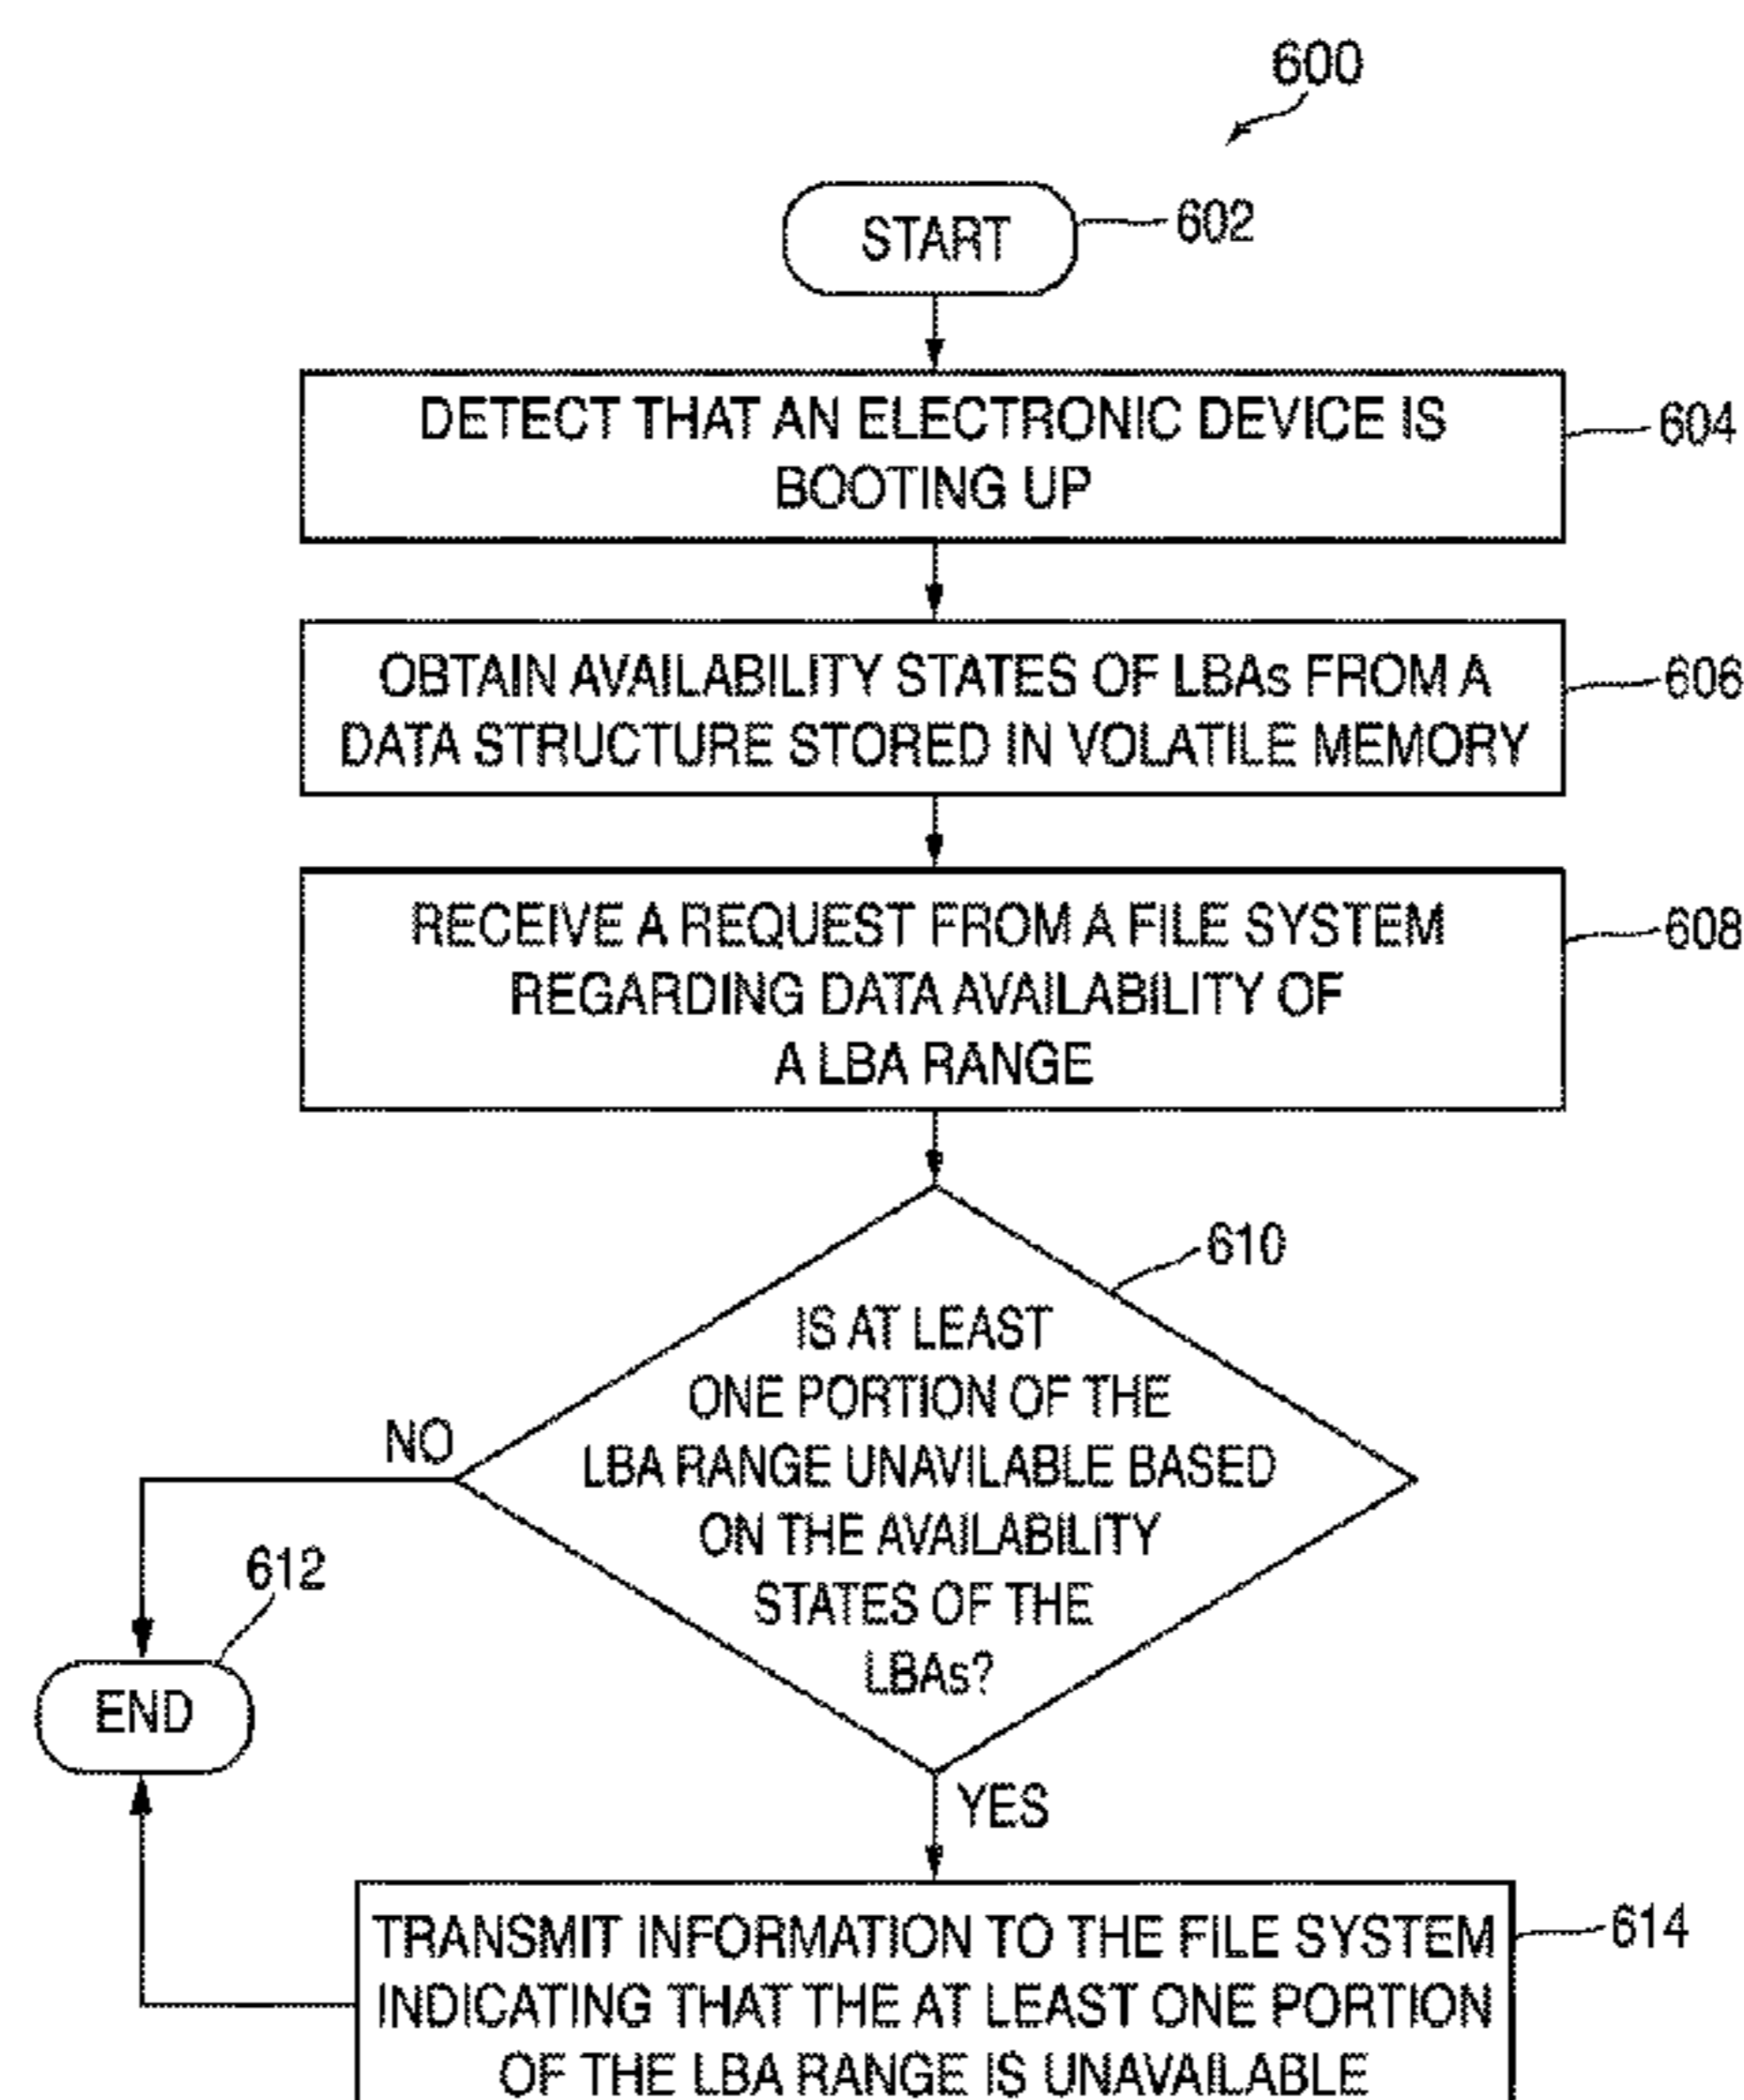 600
START
602
DETECT THAT AN ELECTRONIC DEVICE IS
BOOTING UP
604
OBTAIN AVAILABILITY STATES OF LBAs FROM A
DATA STRUCTURE STORED IN VOLATILE MEMORY
606
RECEIVE A REQUEST FROM A FILE SYSTEM
REGARDING DATA AVAILABILITY OF
A LBA RANGE
608
610
IS AT LEAST
ONE PORTION OF THE
LBA RANGE UNAVILABLE BASED
ON THE AVAILABILITY
STATES OF THE
LBAs?
NO
612
END
YES
TRANSMIT INFORMATION TO THE FILE SYSTEM
INDICATING THAT THE AT LEAST ONE PORTION
OF THE LBA RANGE IS UNAVAILABLE
614